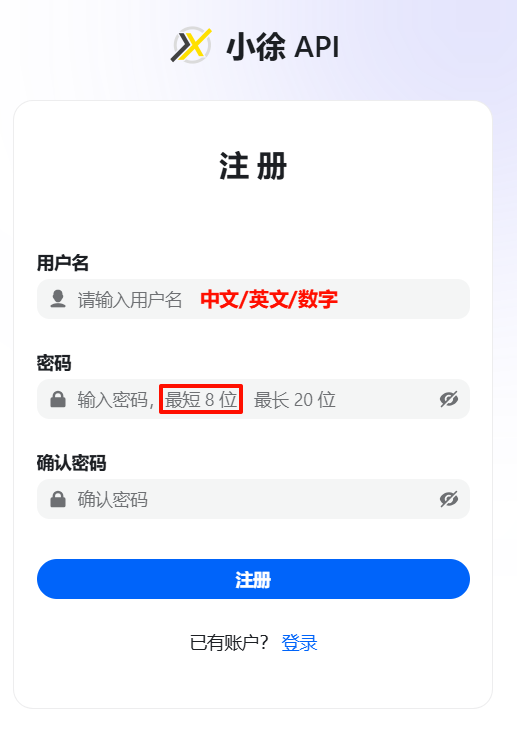 小徐 API
注册
用户名
请输入用户名 中文/英文/数字
密码
输入密码，最短 8 位 最长 20 位
确认密码
确认密码
注册
已有账户？ 登录